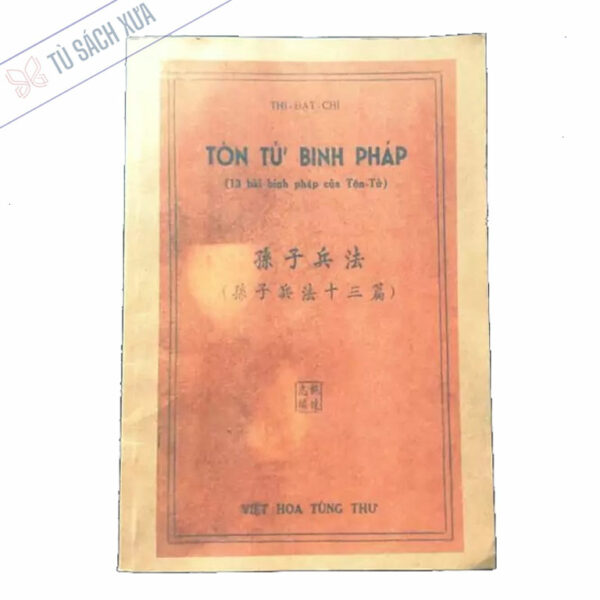 TỦ SÁCH XƯA
THI-ĐẠT-CHÍ
TÔN TỬ BINH PHÁP
(13 bài binh pháp của Tôn-Tử)
孫子兵法
(孫子兵法十三篇)
VIỆT HOA TÙNG THƯ